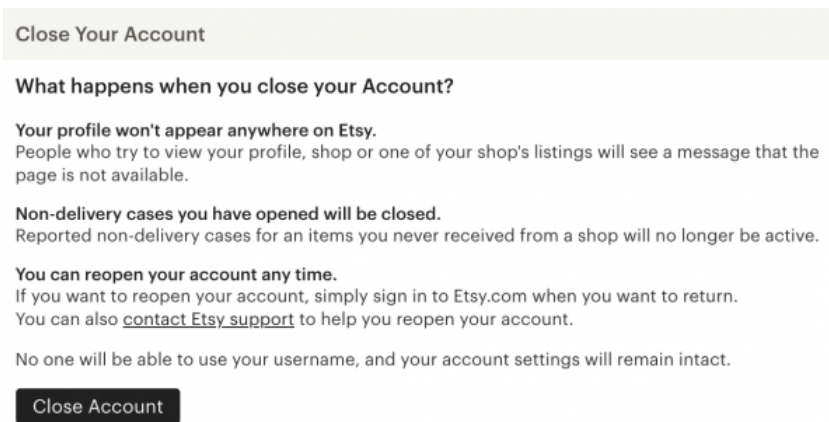 Close Your Account
What happens when you close your Account?
Your profile won't appear anywhere on Etsy.
People who try to view your profile, shop or one of your shop's listings will see a message that the
page is not available.
Non-delivery cases you have opened will be closed.
Reported non-delivery cases for an items you never received from a shop will no longer be active.
You can reopen your account any time.
If you want to reopen your account, simply sign in to Etsy.com when you want to return.
You can also contact Etsy support to help you reopen your account.
No one will be able to use your username, and your account settings will remain intact.
Close Account